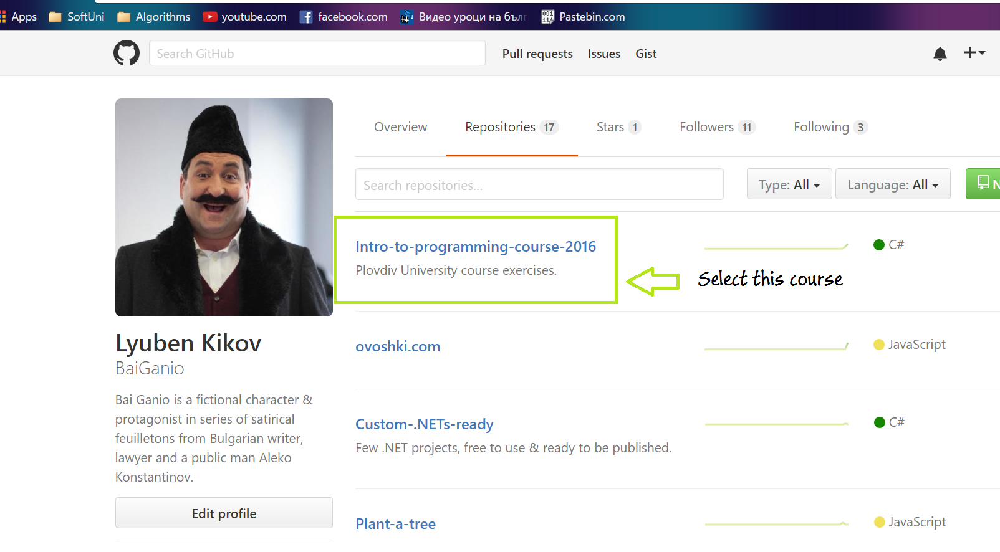 Apps SoftUni Algorithms youtube.com facebook.com Видео уроци на бълг Pastebin.com
Search GitHub Pull requests Issues Gist
Overview Repositories 17 Stars 1 Followers 11 Following 3
Search repositories... Type: All Language: All N
Intro-to-programming-course-2016 C#
Plovdiv University course exercises.
Select this course
ovoshki.com JavaScript
Custom-.NETs-ready C#
Few .NET projects, free to use & ready to be published.
Plant-a-tree JavaScript
Lyuben Kikov
BaiGanio
Bai Ganio is a fictional character &
protagonist in series of satirical
feuilletons from Bulgarian writer,
lawyer and a public man Aleko
Konstantinov.
Edit profile